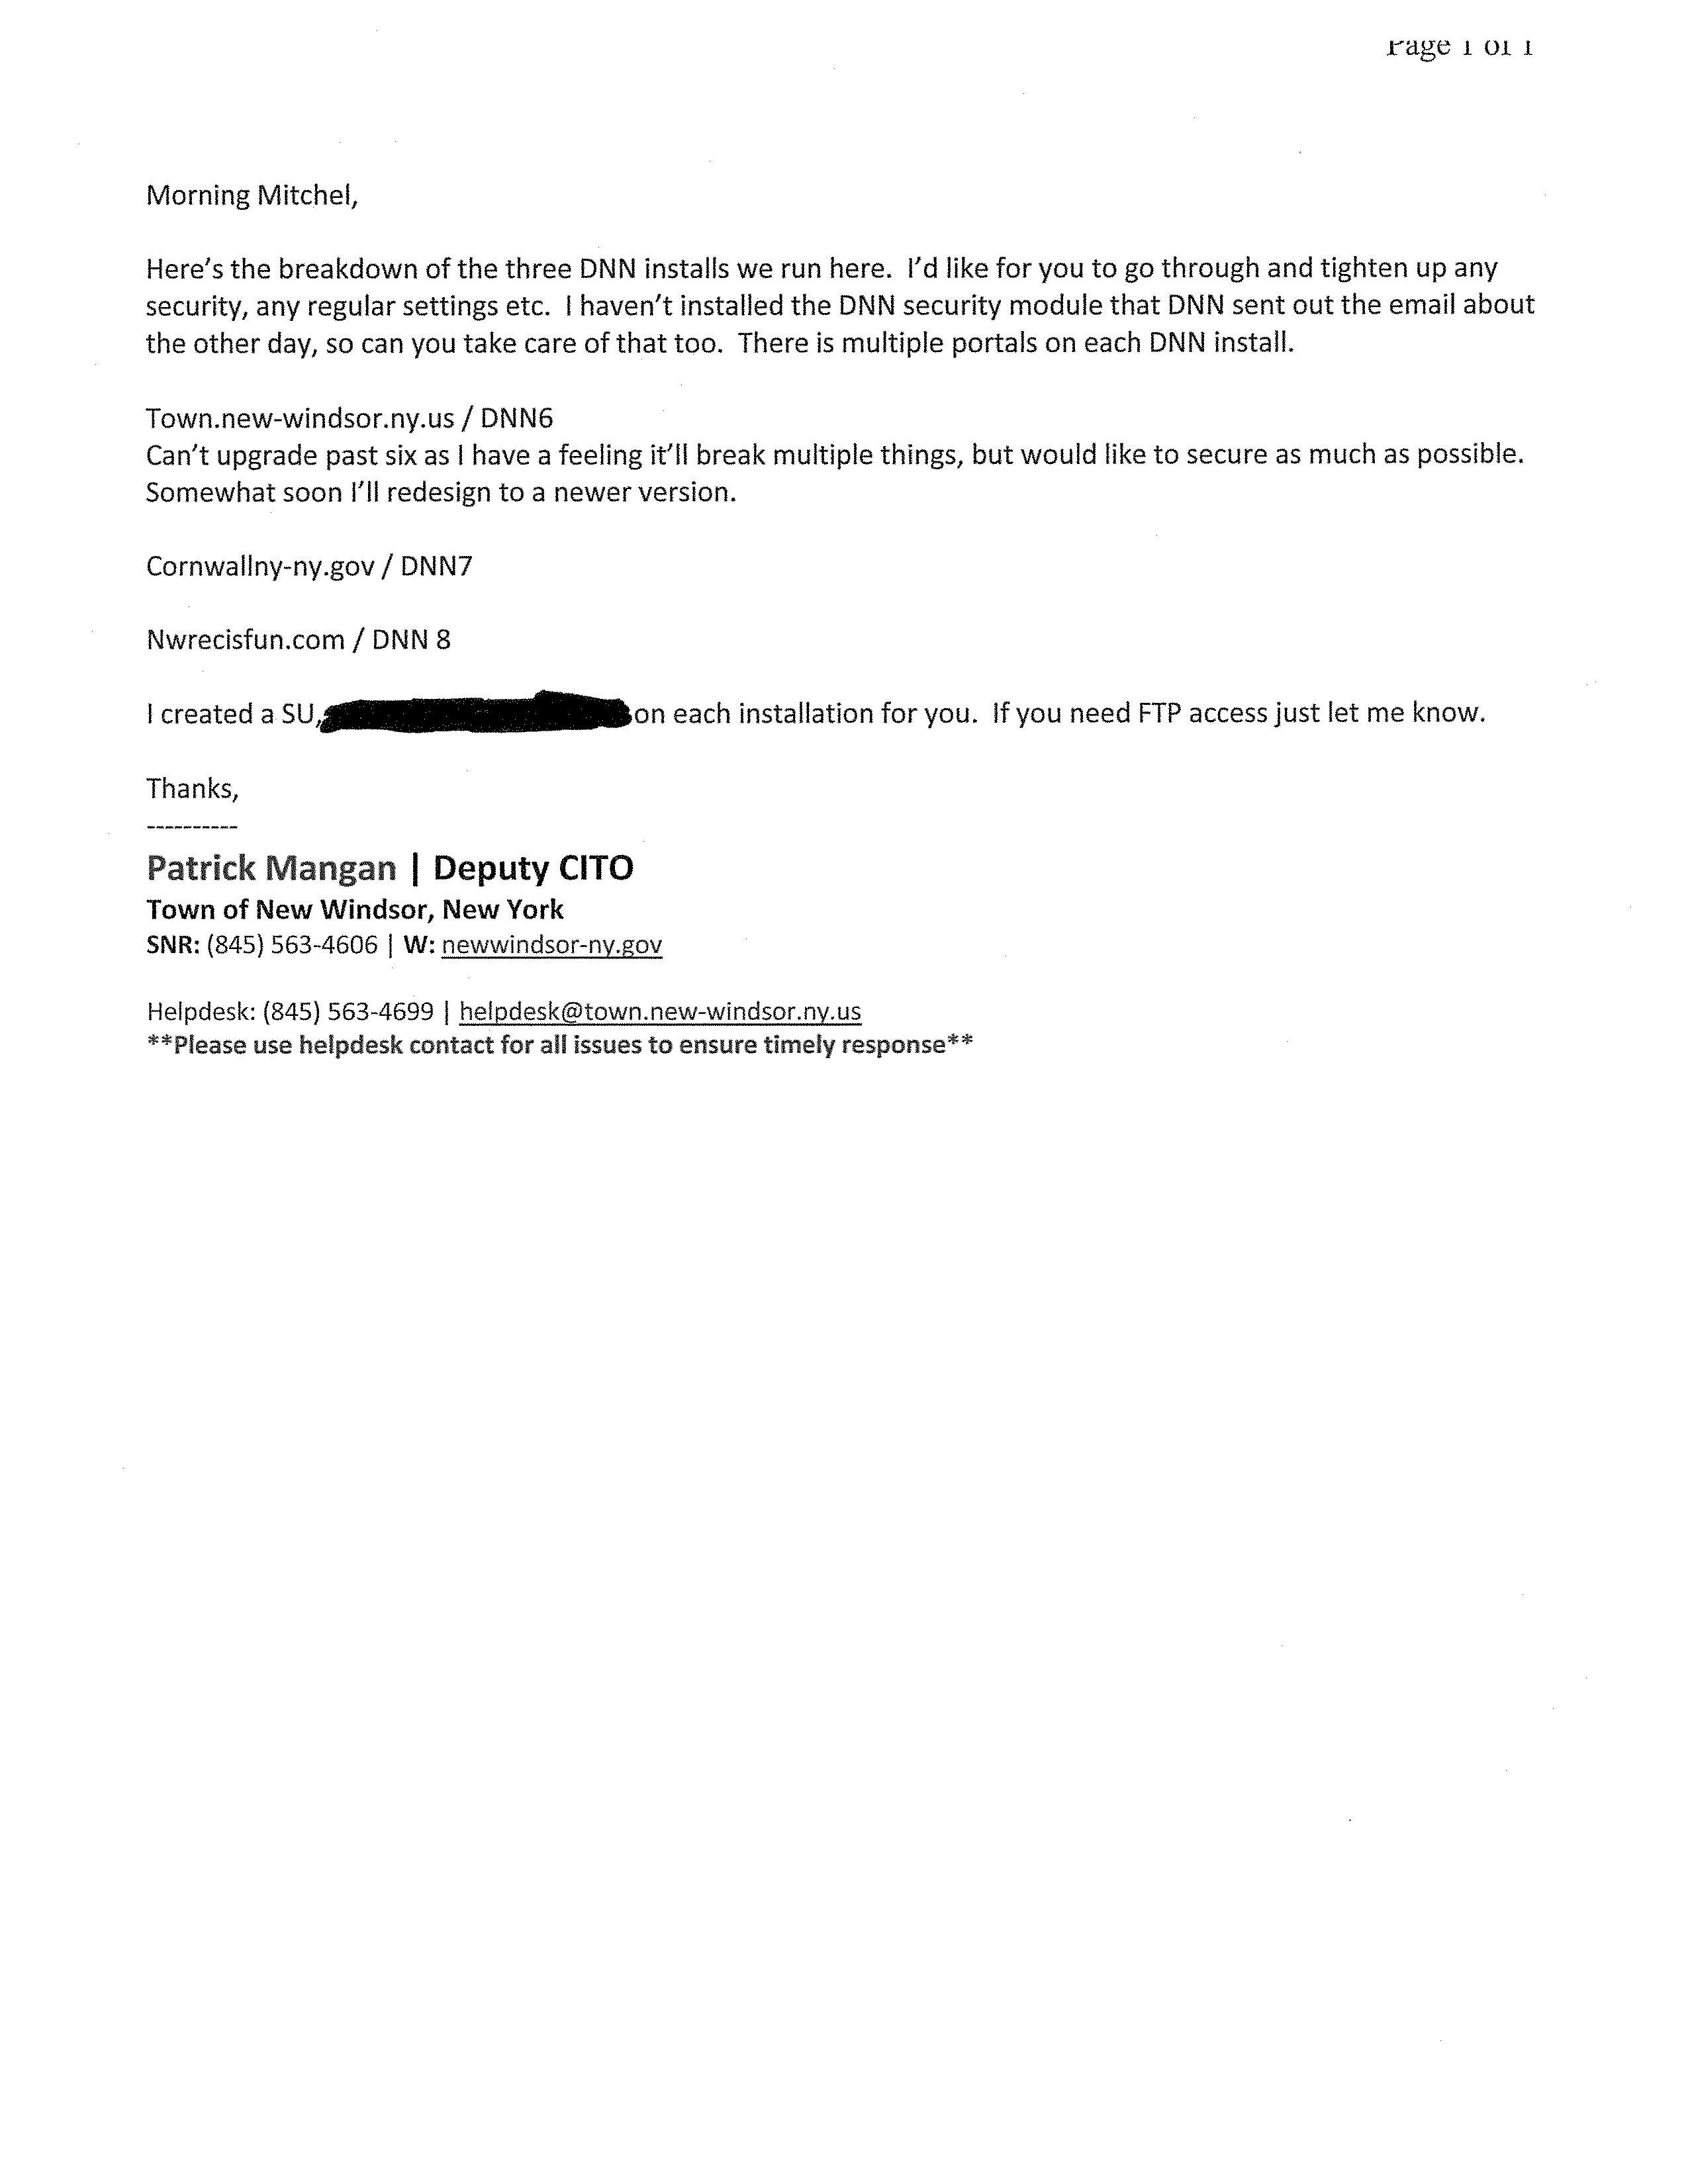 Page 1 of 1
Morning Mitchel,
Here's the breakdown of the three DNN installs we run here.  I'd like for you to go through and tighten up any
security, any regular settings etc.  I haven't installed the DNN security module that DNN sent out the email about
the other day, so can you take care of that too.  There is multiple portals on each DNN install.
Town.new-windsor.ny.us / DNN6
Can't upgrade past six as I have a feeling it'll break multiple things, but would like to secure as much as possible.
Somewhat soon I'll redesign to a newer version.
Cornwallny-ny.gov / DNN7
Nwrecisfun.com / DNN 8
I created a SU, on each installation for you.  If you need FTP access just let me know.
Thanks,
----------
Patrick Mangan | Deputy CITO
Town of New Windsor, New York
SNR: (845) 563-4606 | W: newwindsor-ny.gov
Helpdesk: (845) 563-4699 | helpdesk@town.new-windsor.ny.us
**Please use helpdesk contact for all issues to ensure timely response**